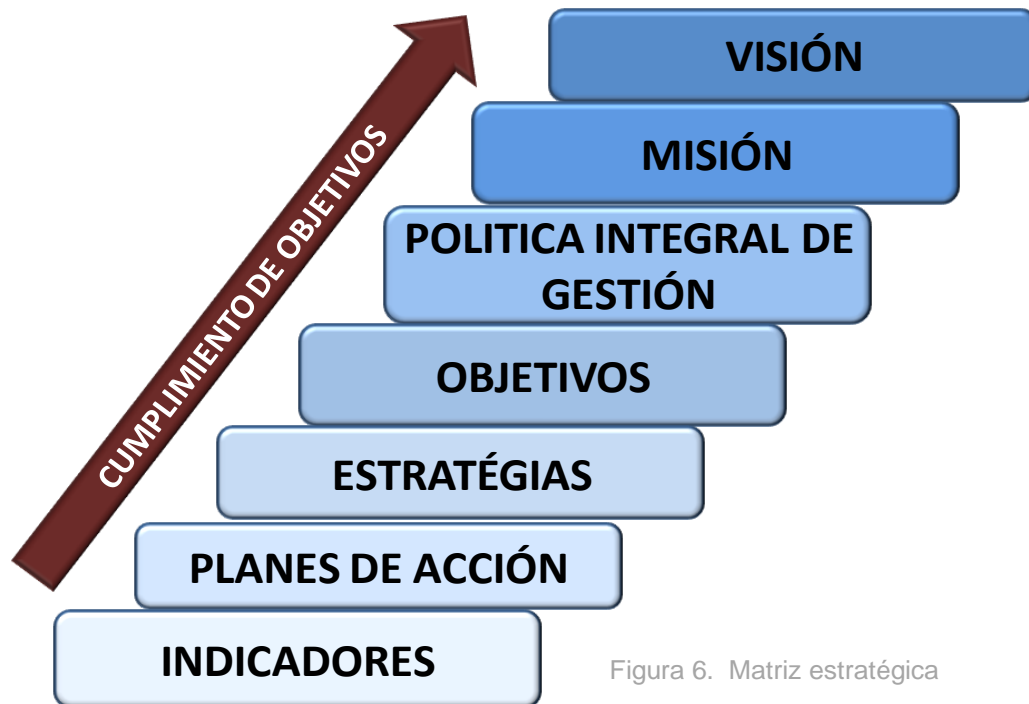 VISIÓN
MISIÓN
POLITICA INTEGRAL DE
GESTIÓN
OBJETIVOS
ESTRATÉGIAS
PLANES DE ACCIÓN
INDICADORES
CUMPLIMIENTO DE OBJETIVOS
Figura 6. Matriz estratégica